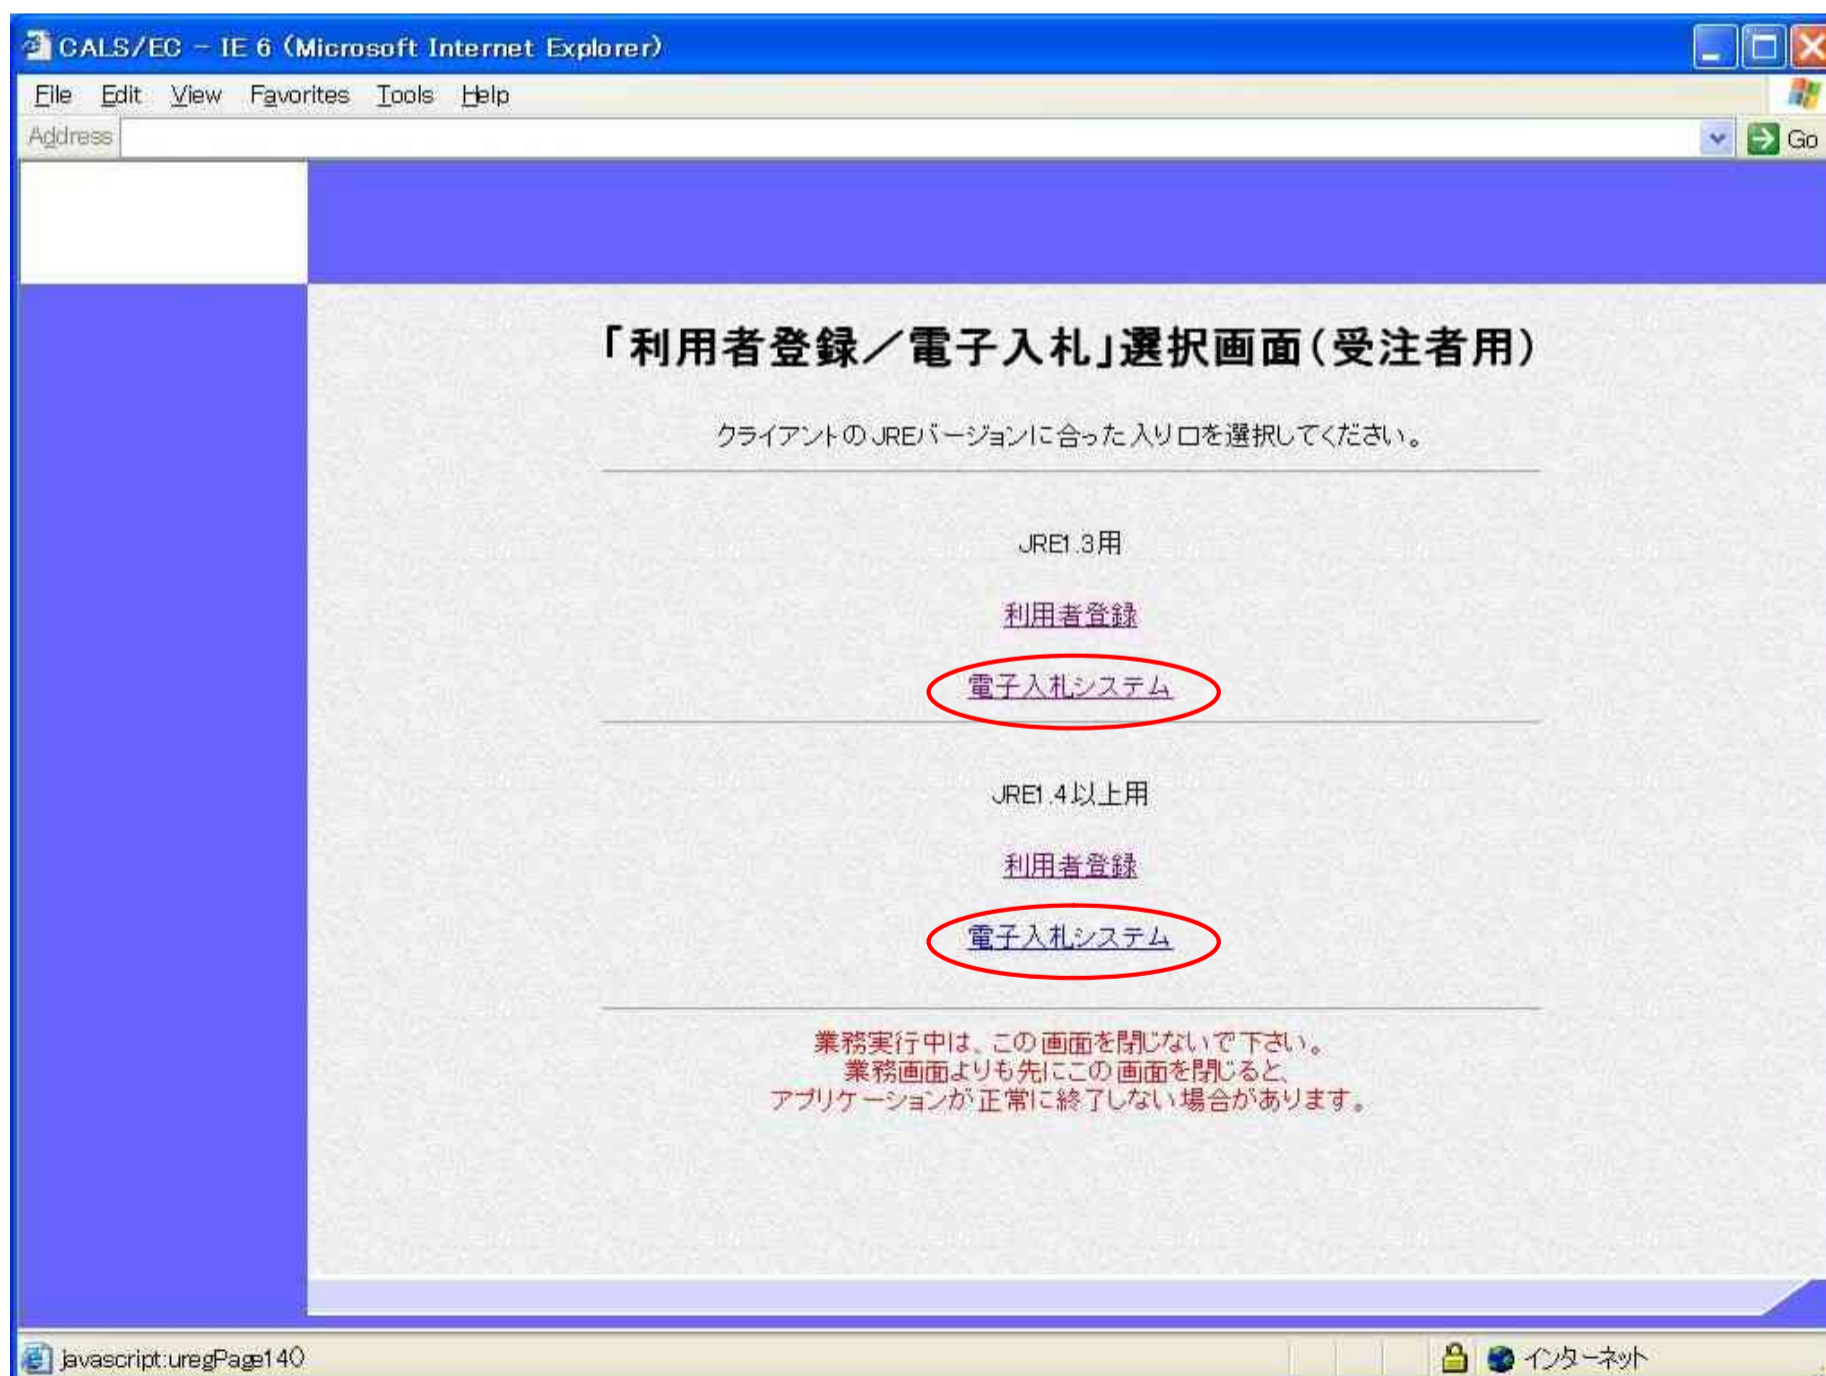 CALS/EC - IE 6 (Microsoft Internet Explorer)
File Edit View Favorites Tools Help
Address Go
「利用者登録／電子入札」選択画面(受注者用)
クライアントのJREバージョンに合った入り口を選択してください。
JRE1.3用
利用者登録
電子入札システム
JRE1.4以上用
利用者登録
電子入札システム
業務実行中は、この画面を閉じないで下さい。
業務画面よりも先にこの画面を閉じると、
アプリケーションが正常に終了しない場合があります。
javascript:uregPage14() インターネット